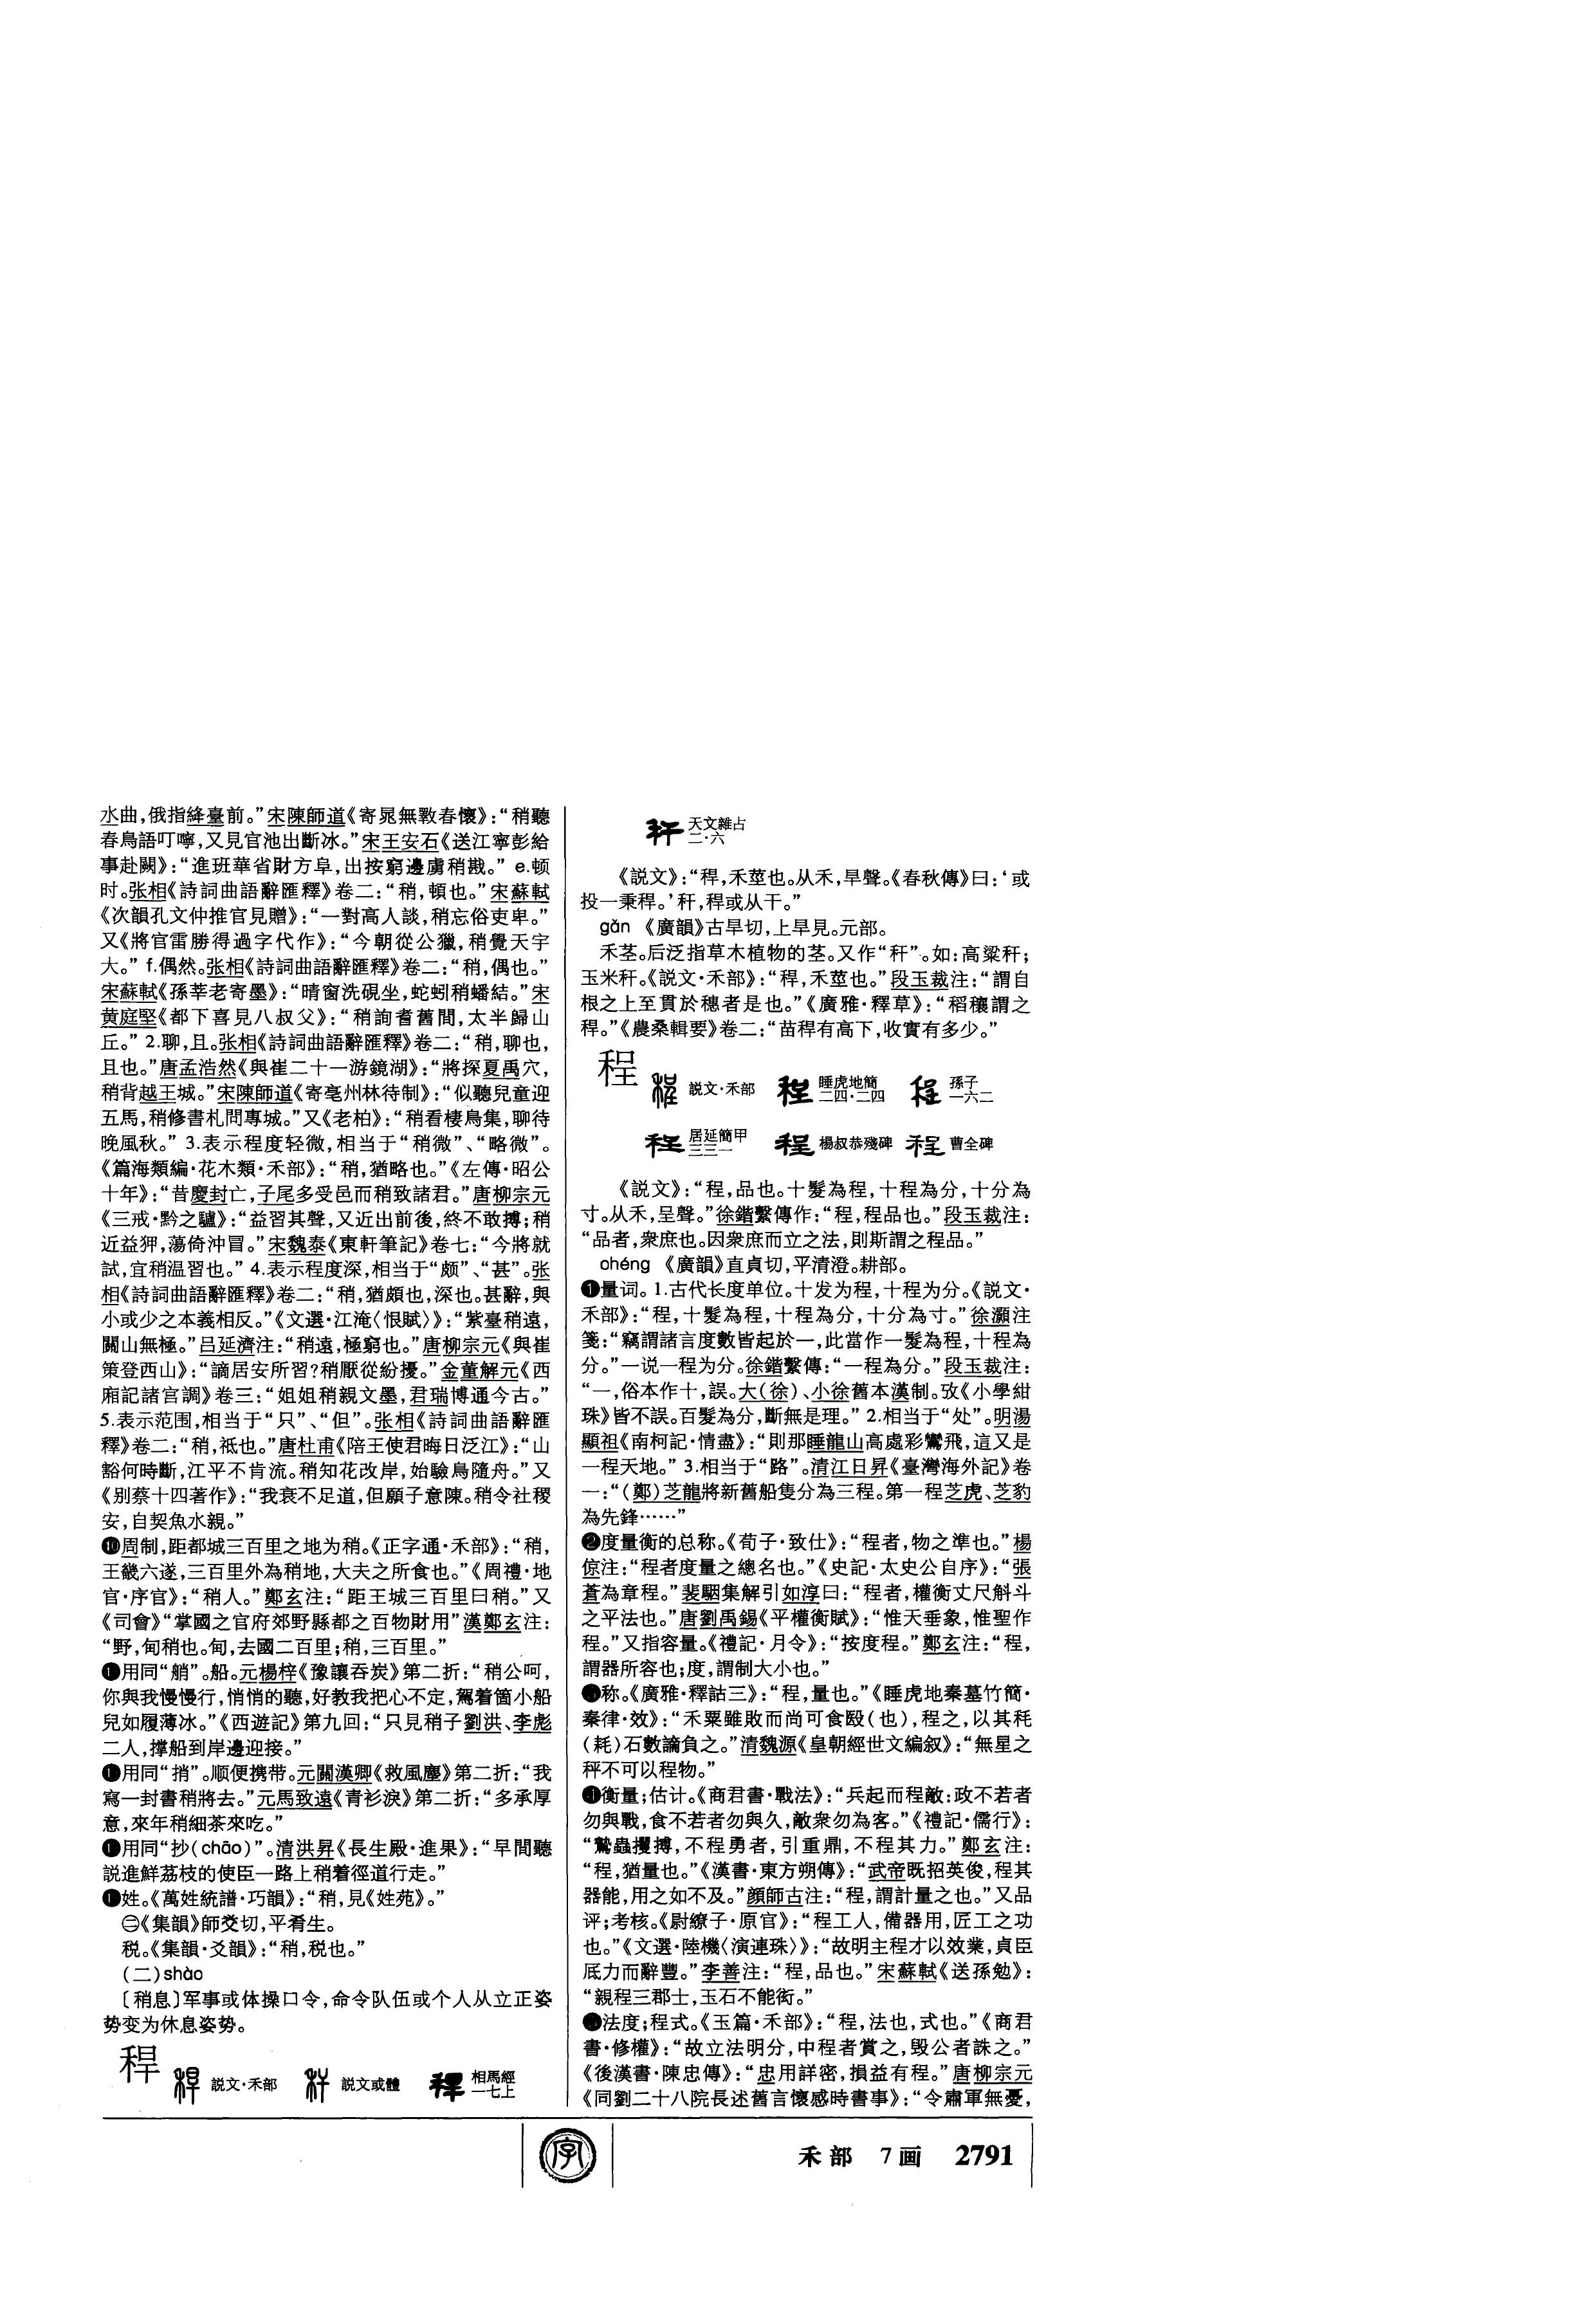 水曲，俄指絳臺前。”宋陳師道《寄晁無斁春懷》：“稍聽
春鳥語叮嚀，又見官池出斷冰。”宋王安石《送江寧彭給
事赴闕》：“進班華省財方阜，出按窮邊虜稍戡。” e.顿
时。张相《詩詞曲語辭匯釋》卷二：“稍，頓也。”宋蘇軾
《次韻孔文仲推官見贈》：“一對高人談，稍忘俗吏卑。”
又《將官雷勝得過字代作》：“今朝從公獵，稍覺天宇
大。” f.偶然。张相《詩詞曲語辭匯釋》卷二：“稍，偶也。”
宋蘇軾《孫莘老寄墨》：“晴窗洗硯坐，蛇蚓稍蟠結。”宋
黄庭堅《都下喜見八叔父》：“稍詢耆舊間，太半歸山
丘。” 2.聊，且。张相《詩詞曲語辭匯釋》卷二：“稍，聊也，
且也。”唐孟浩然《與崔二十一游鏡湖》：“將探夏禹穴，
稍背越王城。”宋陳師道《寄亳州林待制》：“似聽兒童迎
五馬，稍修書札問專城。”又《老柏》：“稍看棲鳥集，聊待
晚風秋。” 3.表示程度轻微，相当于“稍微”、“略微”。
《篇海類編·花木類·禾部》：“稍，猶略也。”《左傳·昭公
十年》：“昔慶封亡，子尾多受邑而稍致諸君。”唐柳宗元
《三戒·黔之驢》：“益習其聲，又近出前後，終不敢搏；稍
近益狎，蕩倚沖冒。”宋魏泰《東軒筆記》卷七：“今將就
試，宜稍温習也。” 4.表示程度深，相当于“颇”、“甚”。张
相《詩詞曲語辭匯釋》卷二：“稍，猶頗也，深也。甚辭，與
小或少之本義相反。”《文選·江淹〈恨賦〉》：“紫臺稍遠，
關山無極。”吕延濟注：“稍遠，極窮也。”唐柳宗元《與崔
策登西山》：“謫居安所習？稍厭從紛擾。”金董解元《西
廂記諸宫調》卷三：“姐姐稍親文墨，君瑞博通今古。”
5.表示范围，相当于“只”、“但”。张相《詩詞曲語辭匯
釋》卷二：“稍，祗也。”唐杜甫《陪王使君晦日泛江》：“山
豁何時斷，江平不肯流。稍知花改岸，始驗鳥隨舟。”又
《别蔡十四著作》：“我衰不足道，但願子意陳。稍令社稷
安，自契魚水親。”
❿周制，距都城三百里之地为稍。《正字通·禾部》：“稍，
王畿六遂，三百里外為稍地，大夫之所食也。”《周禮·地
官·序官》：“稍人。”鄭玄注：“距王城三百里曰稍。”又
《司會》“掌國之官府郊野縣都之百物財用”漢鄭玄注：
“野，甸稍也。甸，去國二百里；稍，三百里。”
用同“艄”。船。元楊梓《豫讓吞炭》第二折：“稍公呵，
你與我慢慢行，悄悄的聽，好教我把心不定，駕着箇小船
兒如履薄冰。”《西遊記》第九回：“只見稍子劉洪、李彪
二人，撑船到岸邊迎接。”
用同“捎”。顺便携带。元關漢卿《救風塵》第二折：“我
寫一封書稍將去。”元馬致遠《青衫淚》第二折：“多承厚
意，來年稍細茶來吃。”
用同“抄(chāo)”。清洪昇《長生殿·進果》：“早間聽
説進鮮荔枝的使臣一路上稍着徑道行走。”
姓。《萬姓統譜·巧韻》：“稍，見《姓苑》。”
㊁《集韻》師爻切，平肴生。
税。《集韻·爻韻》：“稍，税也。”
(二)shào
〔稍息〕军事或体操口令，命令队伍或个人从立正姿
势变为休息姿势。
稈 説文·禾部 説文或體 相馬經一七上
天文雜占二·六
《説文》：“稈，禾莖也。从禾，旱聲。《春秋傳》曰：‘或
投一秉稈。’秆，稈或从干。”
gǎn 《廣韻》古旱切，上旱見。元部。
禾茎。后泛指草木植物的茎。又作“秆”。如：高粱秆；
玉米秆。《説文·禾部》：“稈，禾莖也。”段玉裁注：“謂自
根之上至貫於穗者是也。”《廣雅·釋草》：“稻穰謂之
稈。”《農桑輯要》卷二：“苗稈有高下，收實有多少。”
程 説文·禾部 睡虎地簡二四·二四 孫子一六二
居延簡甲三三一 楊叔恭殘碑 曹全碑
《説文》：“程，品也。十髮為程，十程為分，十分為
寸。从禾，呈聲。”徐鍇繫傳作：“程，程品也。”段玉裁注：
“品者，衆庶也。因衆庶而立之法，則斯謂之程品。”
chéng 《廣韻》直貞切，平清澄。耕部。
❶量词。1.古代长度单位。十发为程，十程为分。《説文·
禾部》：“程，十髮為程，十程為分，十分為寸。”徐灝注
箋：“竊謂諸言度數皆起於一，此當作一髮為程，十程為
分。”一说一程为分。徐鍇繫傳：“一程為分。”段玉裁注：
“一，俗本作十，誤。大(徐)、小徐舊本漢制。攷《小學紺
珠》皆不誤。百髮為分，斷無是理。” 2.相当于“处”。明湯
顯祖《南柯記·情盡》：“則那睡龍山高處彩鸞飛，這又是
一程天地。” 3.相当于“路”。清江日昇《臺灣海外記》卷
一：“(鄭)芝龍將新舊船隻分為三程。第一程芝虎、芝豹
為先鋒……”
❷度量衡的总称。《荀子·致仕》：“程者，物之準也。”楊
倞注：“程者度量之總名也。”《史記·太史公自序》：“張
蒼為章程。”裴駰集解引如淳曰：“程者，權衡丈尺斛斗
之平法也。”唐劉禹錫《平權衡賦》：“惟天垂象，惟聖作
程。”又指容量。《禮記·月令》：“按度程。”鄭玄注：“程，
謂器所容也；度，謂制大小也。”
称。《廣雅·釋詁三》：“程，量也。”《睡虎地秦墓竹簡·
秦律·效》：“禾粟雖敗而尚可食殹(也)，程之，以其秏
(耗)石數論負之。”清魏源《皇朝經世文編叙》：“無星之
秤不可以程物。”
衡量；估计。《商君書·戰法》：“兵起而程敵：政不若者
勿與戰，食不若者勿與久，敵衆勿為客。”《禮記·儒行》：
“鷙蟲攫搏，不程勇者，引重鼎，不程其力。”鄭玄注：
“程，猶量也。”《漢書·東方朔傳》：“武帝既招英俊，程其
器能，用之如不及。”顔師古注：“程，謂計量之也。”又品
评；考核。《尉繚子·原官》：“程工人，備器用，匠工之功
也。”《文選·陸機〈演連珠〉》：“故明主程才以效業，貞臣
厎力而辭豐。”李善注：“程，品也。”宋蘇軾《送孫勉》：
“親程三郡士，玉石不能衒。”
法度；程式。《玉篇·禾部》：“程，法也，式也。”《商君
書·修權》：“故立法明分，中程者賞之，毁公者誅之。”
《後漢書·陳忠傳》：“忠用詳密，損益有程。”唐柳宗元
《同劉二十八院長述舊言懷感時書事》：“令肅軍無憂，
字
禾部 7画 2791